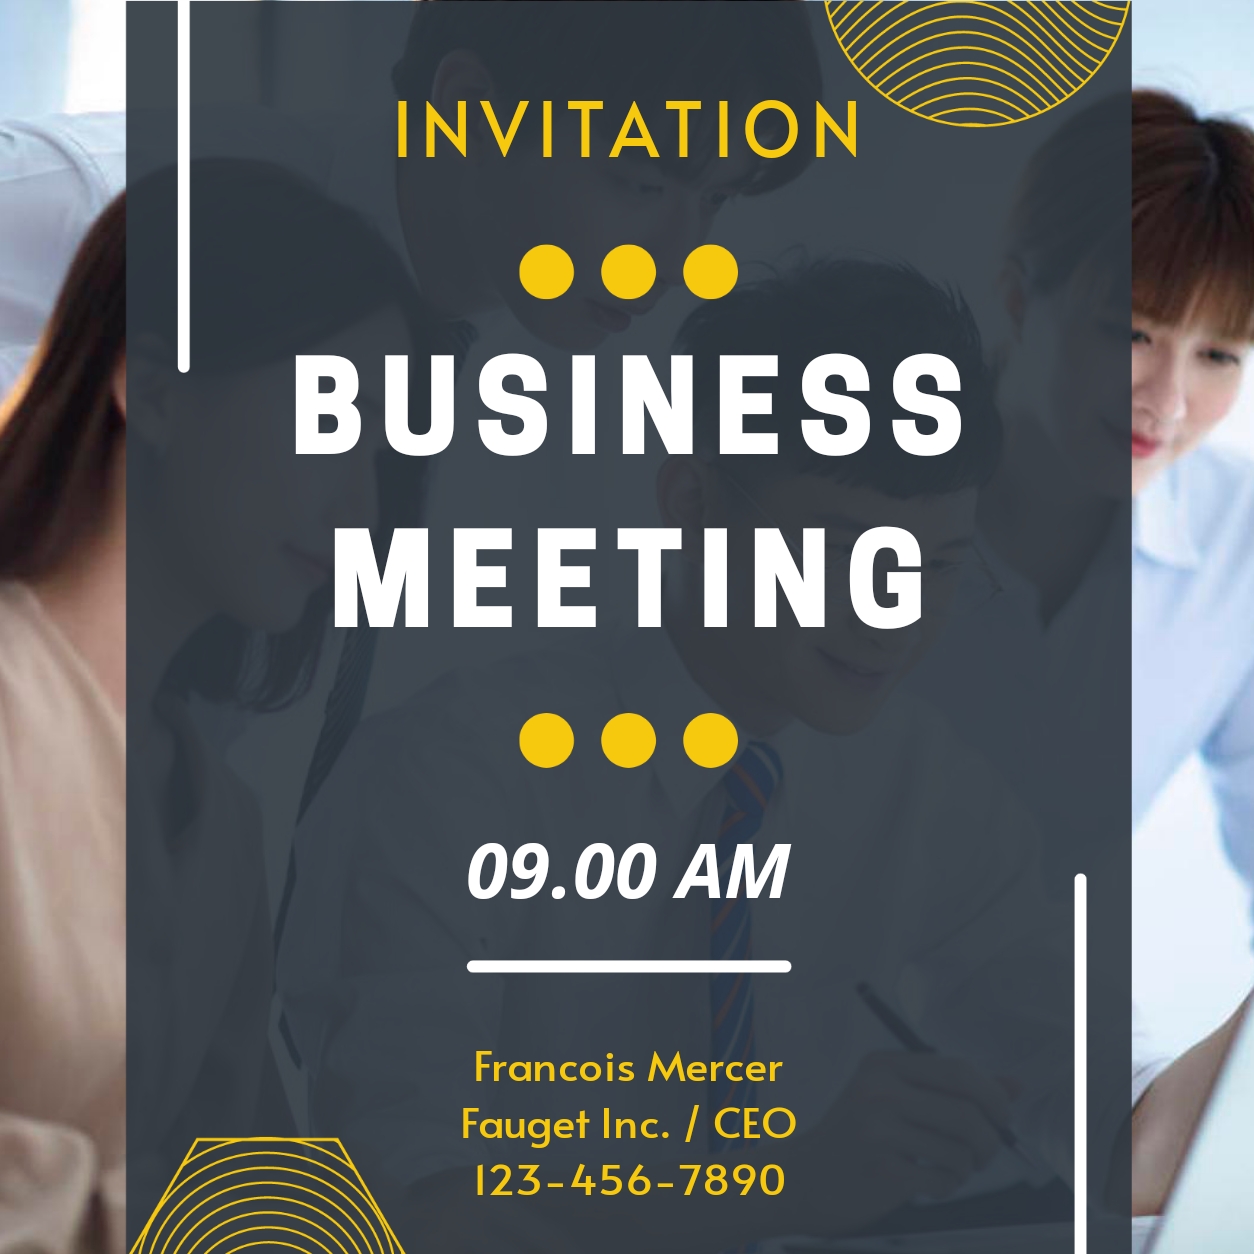 INVITATION
BUSINESS
MEETING
09.00 AM
Francois Mercer
Fauget Inc. / CEO
123-456-7890